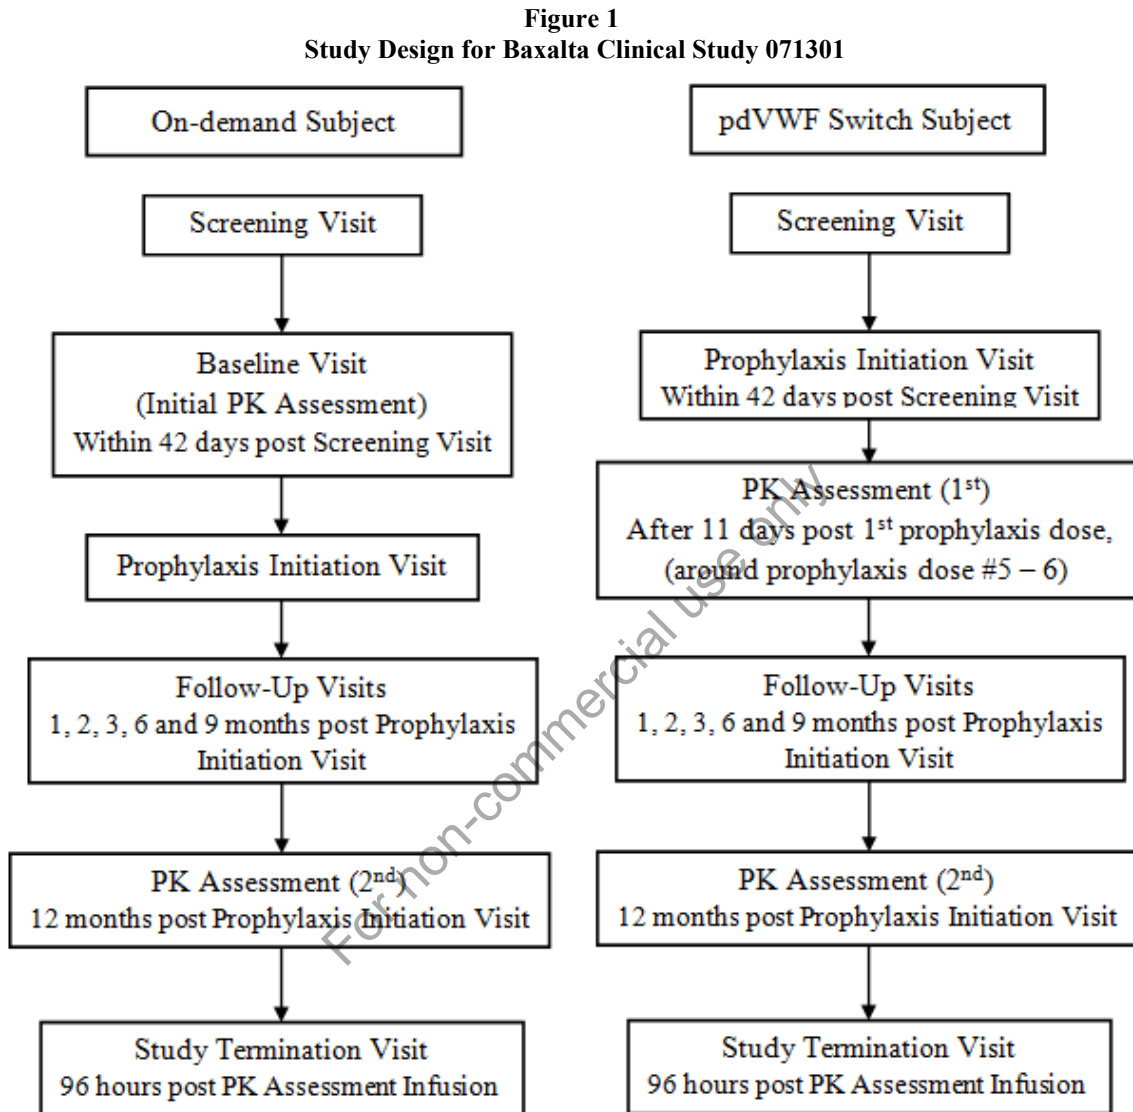 Figure 1
Study Design for Baxalta Clinical Study 071301
On-demand Subject
Screening Visit
Baseline Visit
(Initial PK Assessment)
Within 42 days post Screening Visit
Prophylaxis Initiation Visit
Follow-Up Visits
1, 2, 3, 6 and 9 months post Prophylaxis
Initiation Visit
PK Assessment (2nd)
12 months post Prophylaxis Initiation Visit
Study Termination Visit
96 hours post PK Assessment Infusion
pdVWF Switch Subject
Screening Visit
Prophylaxis Initiation Visit
Within 42 days post Screening Visit
PK Assessment (1st)
After 11 days post 1st prophylaxis dose,
(around prophylaxis dose #5 – 6)
Follow-Up Visits
1, 2, 3, 6 and 9 months post Prophylaxis
Initiation Visit
PK Assessment (2nd)
12 months post Prophylaxis Initiation Visit
Study Termination Visit
96 hours post PK Assessment Infusion
For non-commercial use only